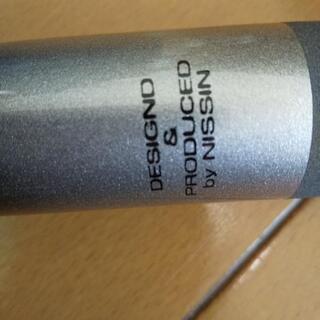 DESIGND
&
PRODUCED
by NISSIN